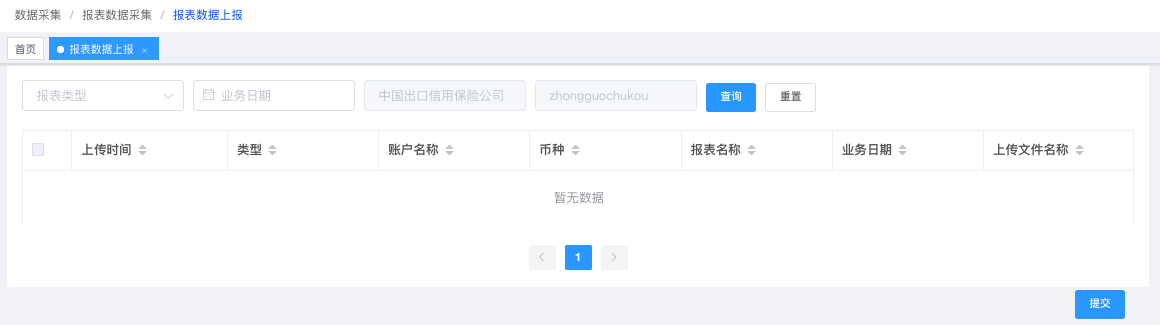 数据采集 / 报表数据采集 / 报表数据上报
首页 报表数据上报 ×
报表类型 业务日期 中国出口信用保险公司 zhongguochukou 查询 重置
上传时间 类型 账户名称 币种 报表名称 业务日期 上传文件名称
暂无数据
1
提交